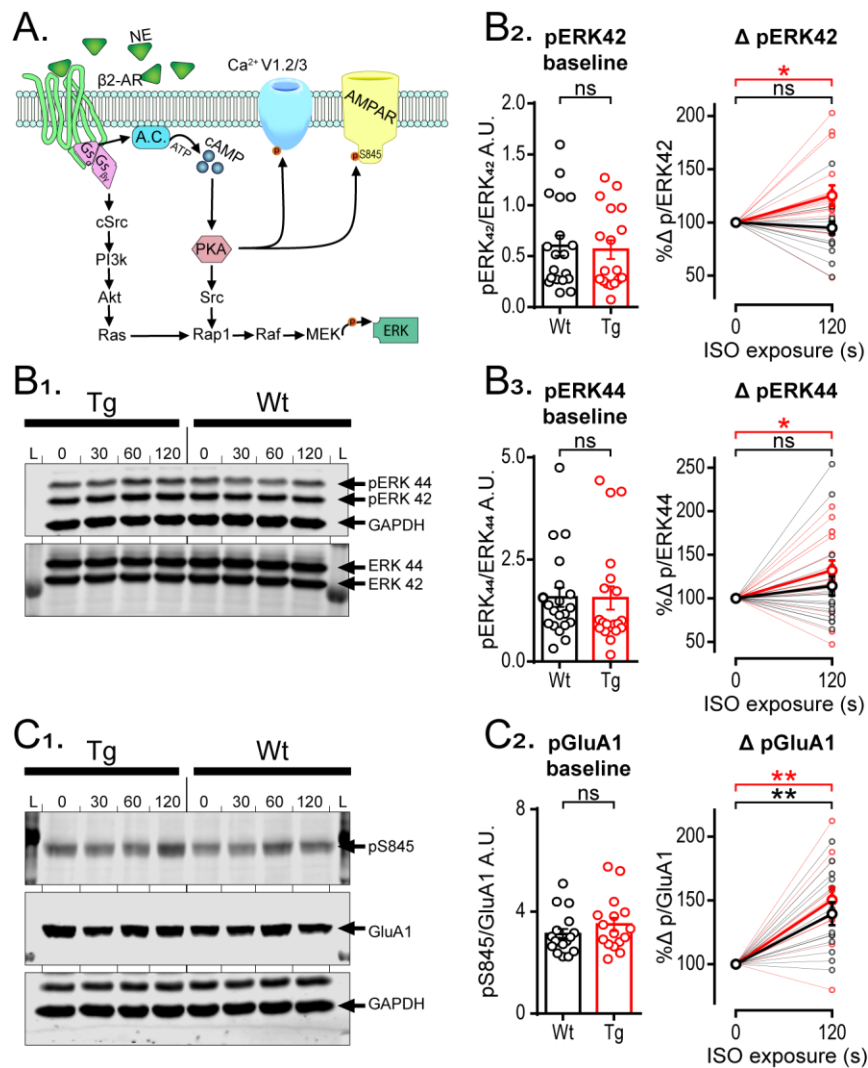 A.
NE
β2-AR
Ca²⁺ V1.2/3
AMPAR
A.C.
ATP
cAMP
Gsα
Gsβγ
p
p
S845
cSrc
PKA
PI3k
Akt
Src
p
Ras
Rap1
Raf
MEK
ERK
B1.
Tg
Wt
L 0 30 60 120 0 30 60 120 L
pERK 44
pERK 42
GAPDH
ERK 44
ERK 42
C1.
Tg
Wt
L 0 30 60 120 0 30 60 120 L
pS845
GluA1
GAPDH
B2.
pERK42
baseline
ns
pERK₄₂/ERK₄₂ A.U.
2.0
1.5
1.0
0.5
0.0
Wt
Tg
Δ pERK42
*
ns
%Δ p/ERK42
200
150
100
50
0
120
ISO exposure (s)
B3.
pERK44
baseline
ns
pERK₄₄/ERK₄₄ A.U.
5.0
2.5
0.0
Wt
Tg
Δ pERK44
*
ns
%Δ p/ERK44
250
200
150
100
50
0
120
ISO exposure (s)
C2.
pGluA1
baseline
ns
pS845/GluA1 A.U.
8
4
0
Wt
Tg
Δ pGluA1
**
**
%Δ p/GluA1
200
150
100
0
120
ISO exposure (s)